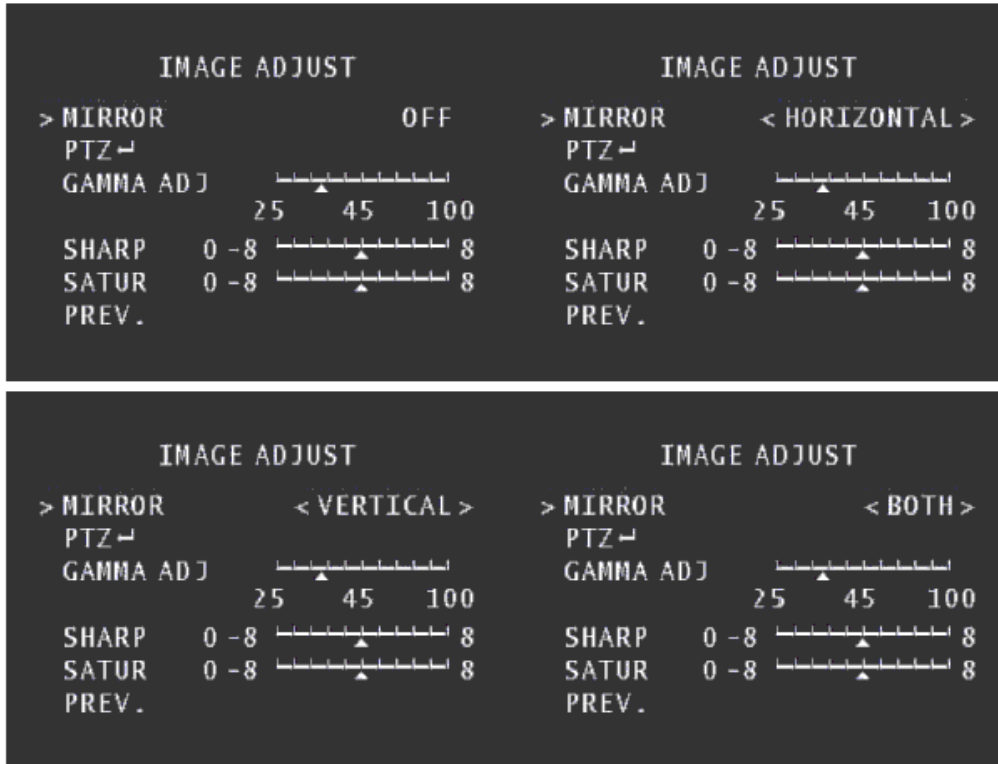 IMAGE ADJUST
> MIRROR OFF
PTZ↵
GAMMA ADJ
25 45 100
SHARP 0 -8 8
SATUR 0 -8 8
PREV.
IMAGE ADJUST
> MIRROR < HORIZONTAL >
PTZ↵
GAMMA ADJ
25 45 100
SHARP 0 -8 8
SATUR 0 -8 8
PREV.
IMAGE ADJUST
> MIRROR < VERTICAL >
PTZ↵
GAMMA ADJ
25 45 100
SHARP 0 -8 8
SATUR 0 -8 8
PREV.
IMAGE ADJUST
> MIRROR < BOTH >
PTZ↵
GAMMA ADJ
25 45 100
SHARP 0 -8 8
SATUR 0 -8 8
PREV.